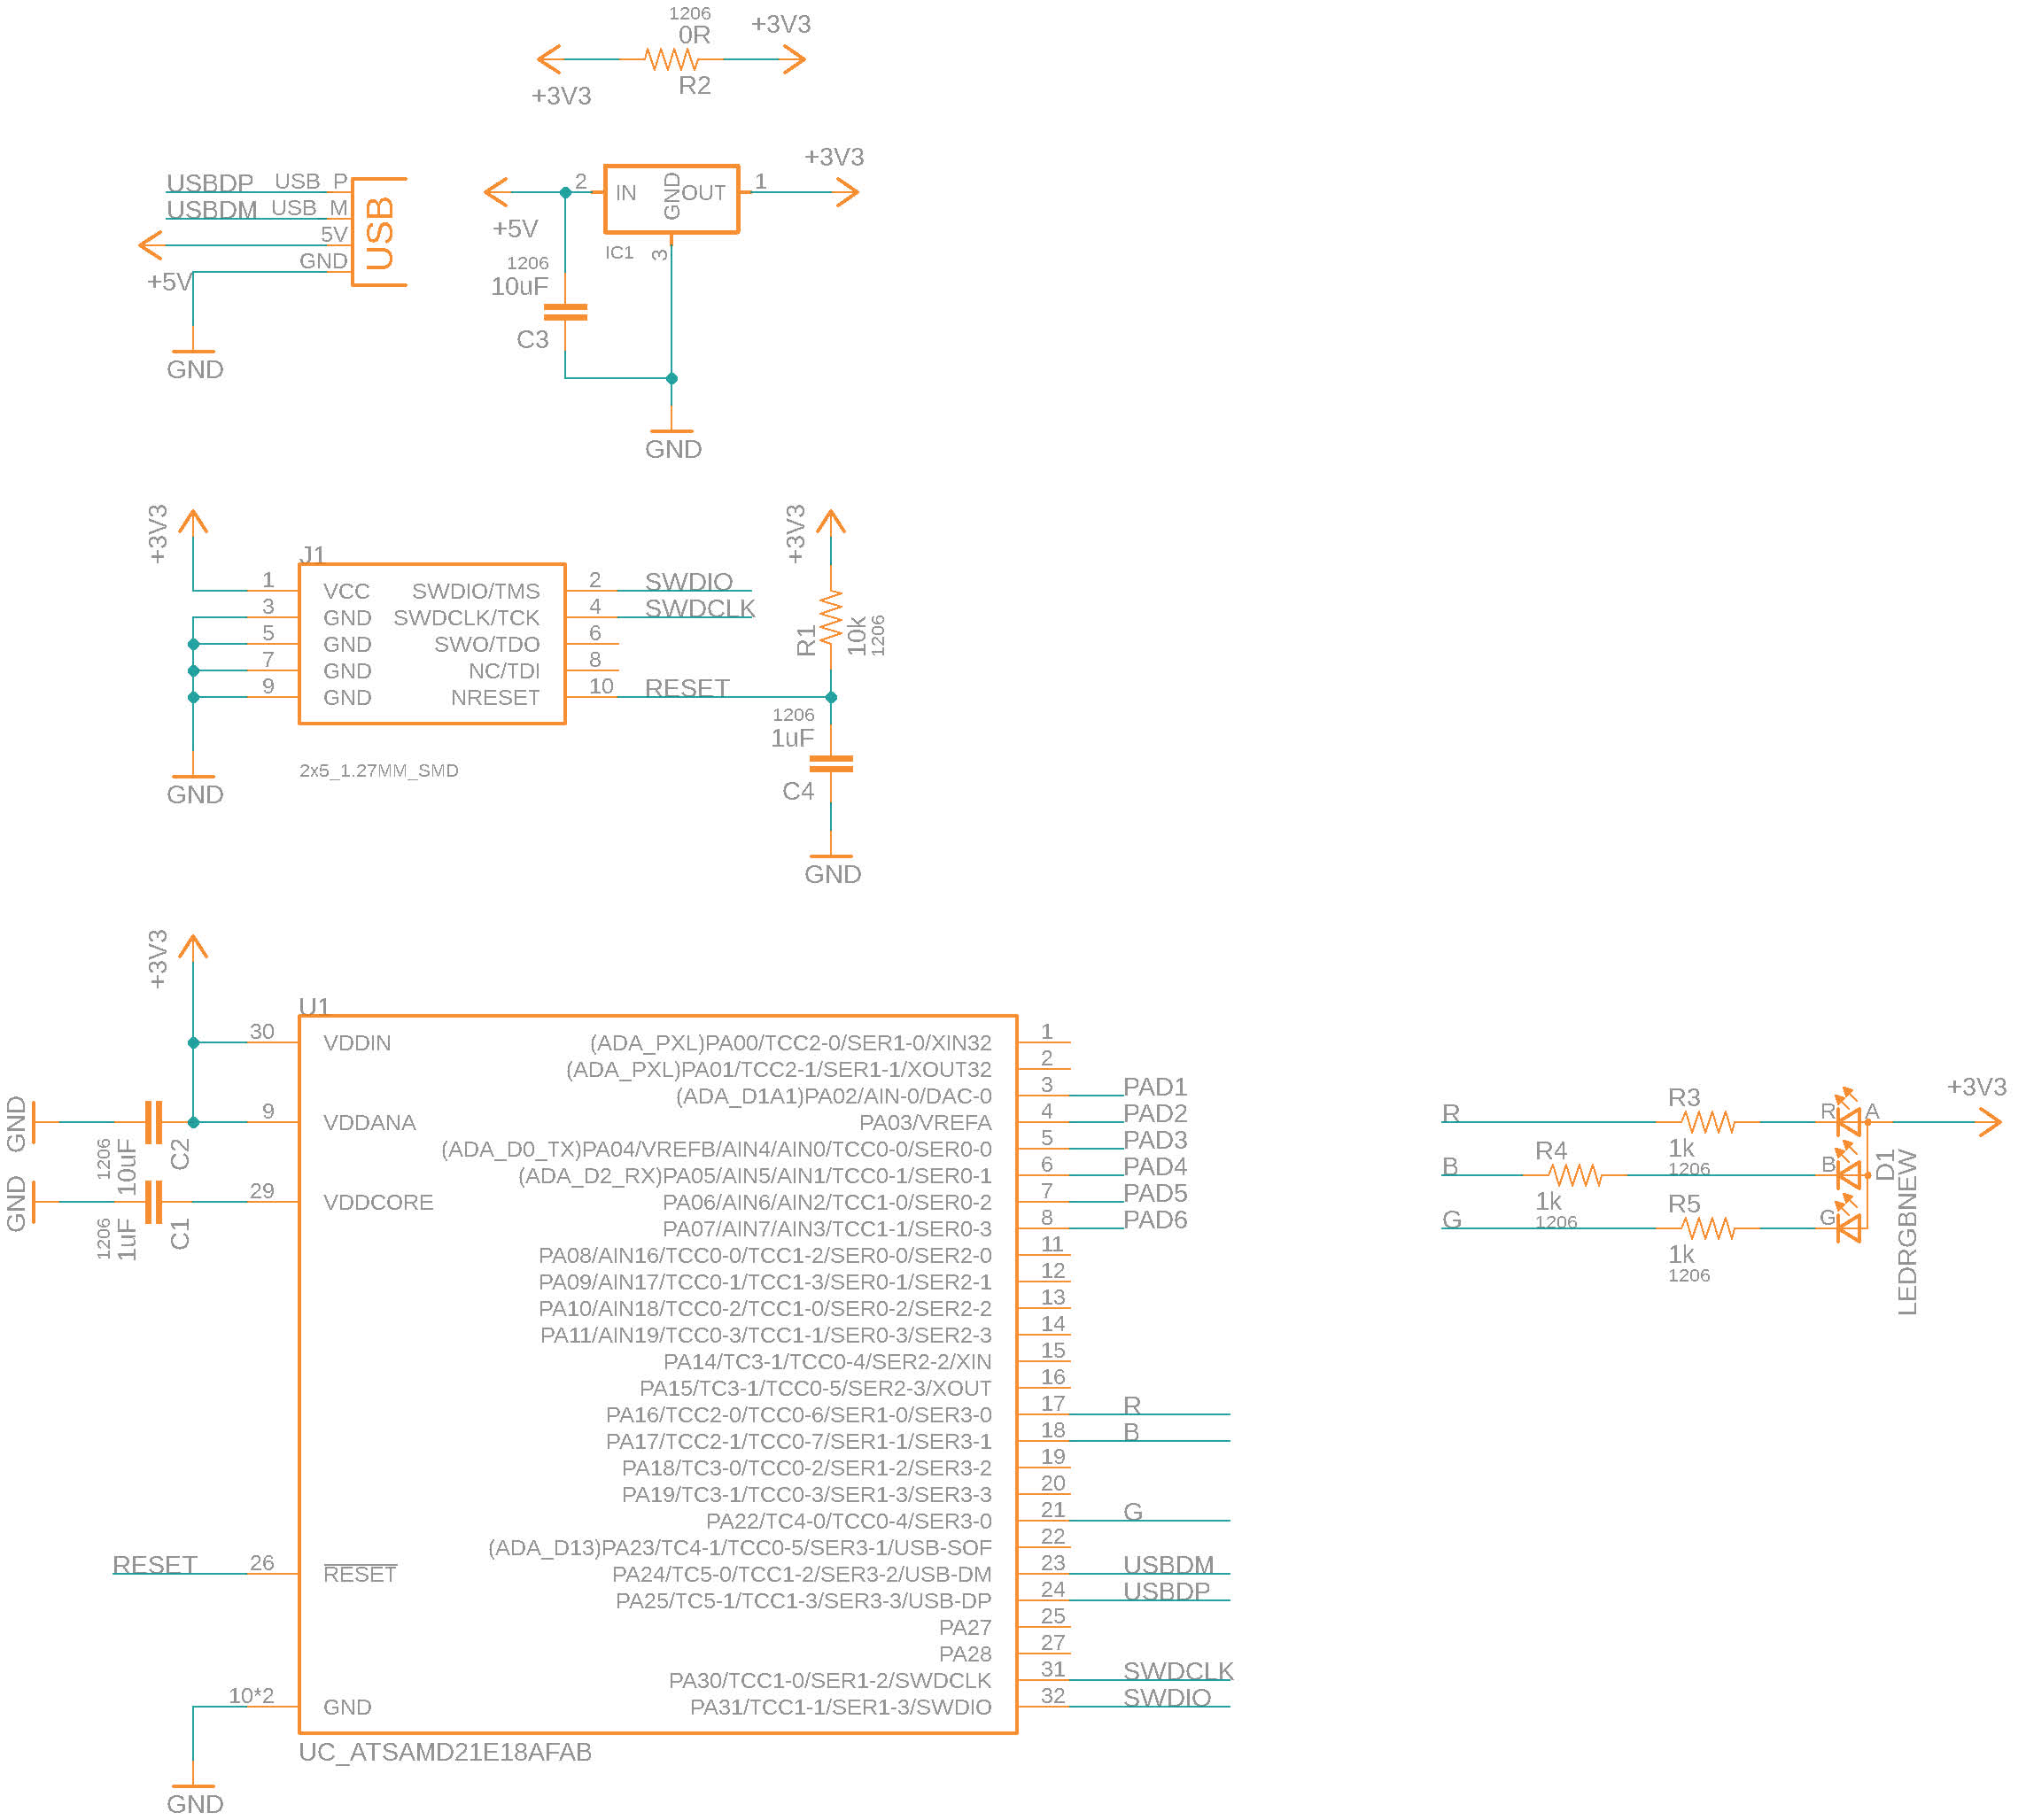 1206
0R
+3V3
+3V3
R2
USBDP
USB_P
USBDM
USB_M
5V
GND
USB
+5V
GND
+3V3
2
IN
GND
OUT
1
+5V
IC1
3
1206
10uF
C3
GND
+3V3
J1
1
VCC
SWDIO/TMS
2
SWDIO
3
GND
SWDCLK/TCK
4
SWDCLK
5
GND
SWO/TDO
6
7
GND
NC/TDI
8
9
GND
NRESET
10
RESET
2x5_1.27MM_SMD
GND
+3V3
R1
10k
1206
1206
1uF
C4
GND
+3V3
U1
30
VDDIN
(ADA_PXL)PA00/TCC2-0/SER1-0/XIN32
1
(ADA_PXL)PA01/TCC2-1/SER1-1/XOUT32
2
(ADA_D1A1)PA02/AIN-0/DAC-0
3
PAD1
9
VDDANA
PA03/VREFA
4
PAD2
(ADA_D0_TX)PA04/VREFB/AIN4/AIN0/TCC0-0/SER0-0
5
PAD3
(ADA_D2_RX)PA05/AIN5/AIN1/TCC0-1/SER0-1
6
PAD4
29
VDDCORE
PA06/AIN6/AIN2/TCC1-0/SER0-2
7
PAD5
PA07/AIN7/AIN3/TCC1-1/SER0-3
8
PAD6
PA08/AIN16/TCC0-0/TCC1-2/SER0-0/SER2-0
11
PA09/AIN17/TCC0-1/TCC1-3/SER0-1/SER2-1
12
PA10/AIN18/TCC0-2/TCC1-0/SER0-2/SER2-2
13
PA11/AIN19/TCC0-3/TCC1-1/SER0-3/SER2-3
14
PA14/TC3-1/TCC0-4/SER2-2/XIN
15
PA15/TC3-1/TCC0-5/SER2-3/XOUT
16
PA16/TCC2-0/TCC0-6/SER1-0/SER3-0
17
R
PA17/TCC2-1/TCC0-7/SER1-1/SER3-1
18
B
PA18/TC3-0/TCC0-2/SER1-2/SER3-2
19
PA19/TC3-1/TCC0-3/SER1-3/SER3-3
20
PA22/TC4-0/TCC0-4/SER3-0
21
G
(ADA_D13)PA23/TC4-1/TCC0-5/SER3-1/USB-SOF
22
RESET
26
RESET
PA24/TC5-0/TCC1-2/SER3-2/USB-DM
23
USBDM
PA25/TC5-1/TCC1-3/SER3-3/USB-DP
24
USBDP
PA27
25
PA28
27
PA30/TCC1-0/SER1-2/SWDCLK
31
SWDCLK
10*2
GND
PA31/TCC1-1/SER1-3/SWDIO
32
SWDIO
UC_ATSAMD21E18AFAB
GND
GND
1206
10uF
C2
GND
1206
1uF
C1
R
R3
1k
1206
R
A
+3V3
B
R4
1k
1206
B
D1
LEDRGBNEW
G
R5
1k
1206
G